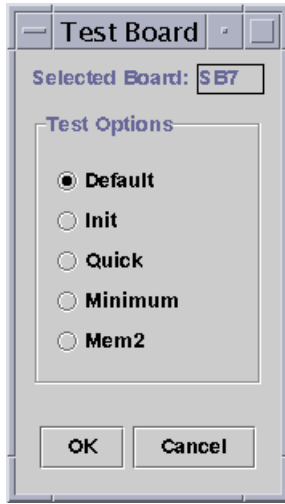 Test Board
Selected Board: SB7
Test Options
Default
Init
Quick
Minimum
Mem2
OK Cancel